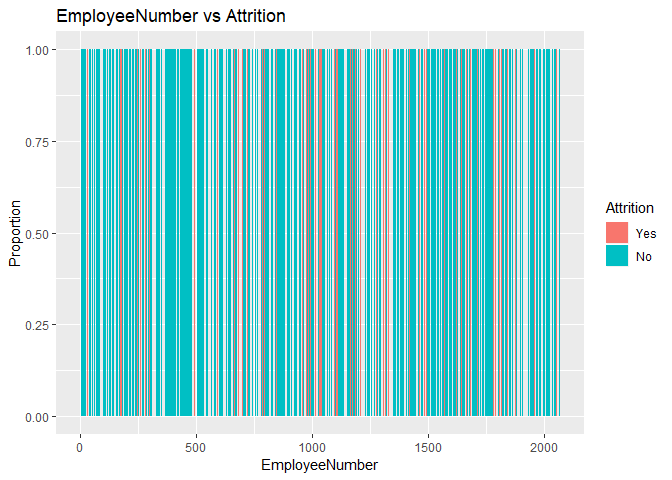 EmployeeNumber vs Attrition
1.00
0.75
0.50
0.25
0.00
Proportion
0 500 1000 1500 2000
EmployeeNumber
Attrition
Yes
No